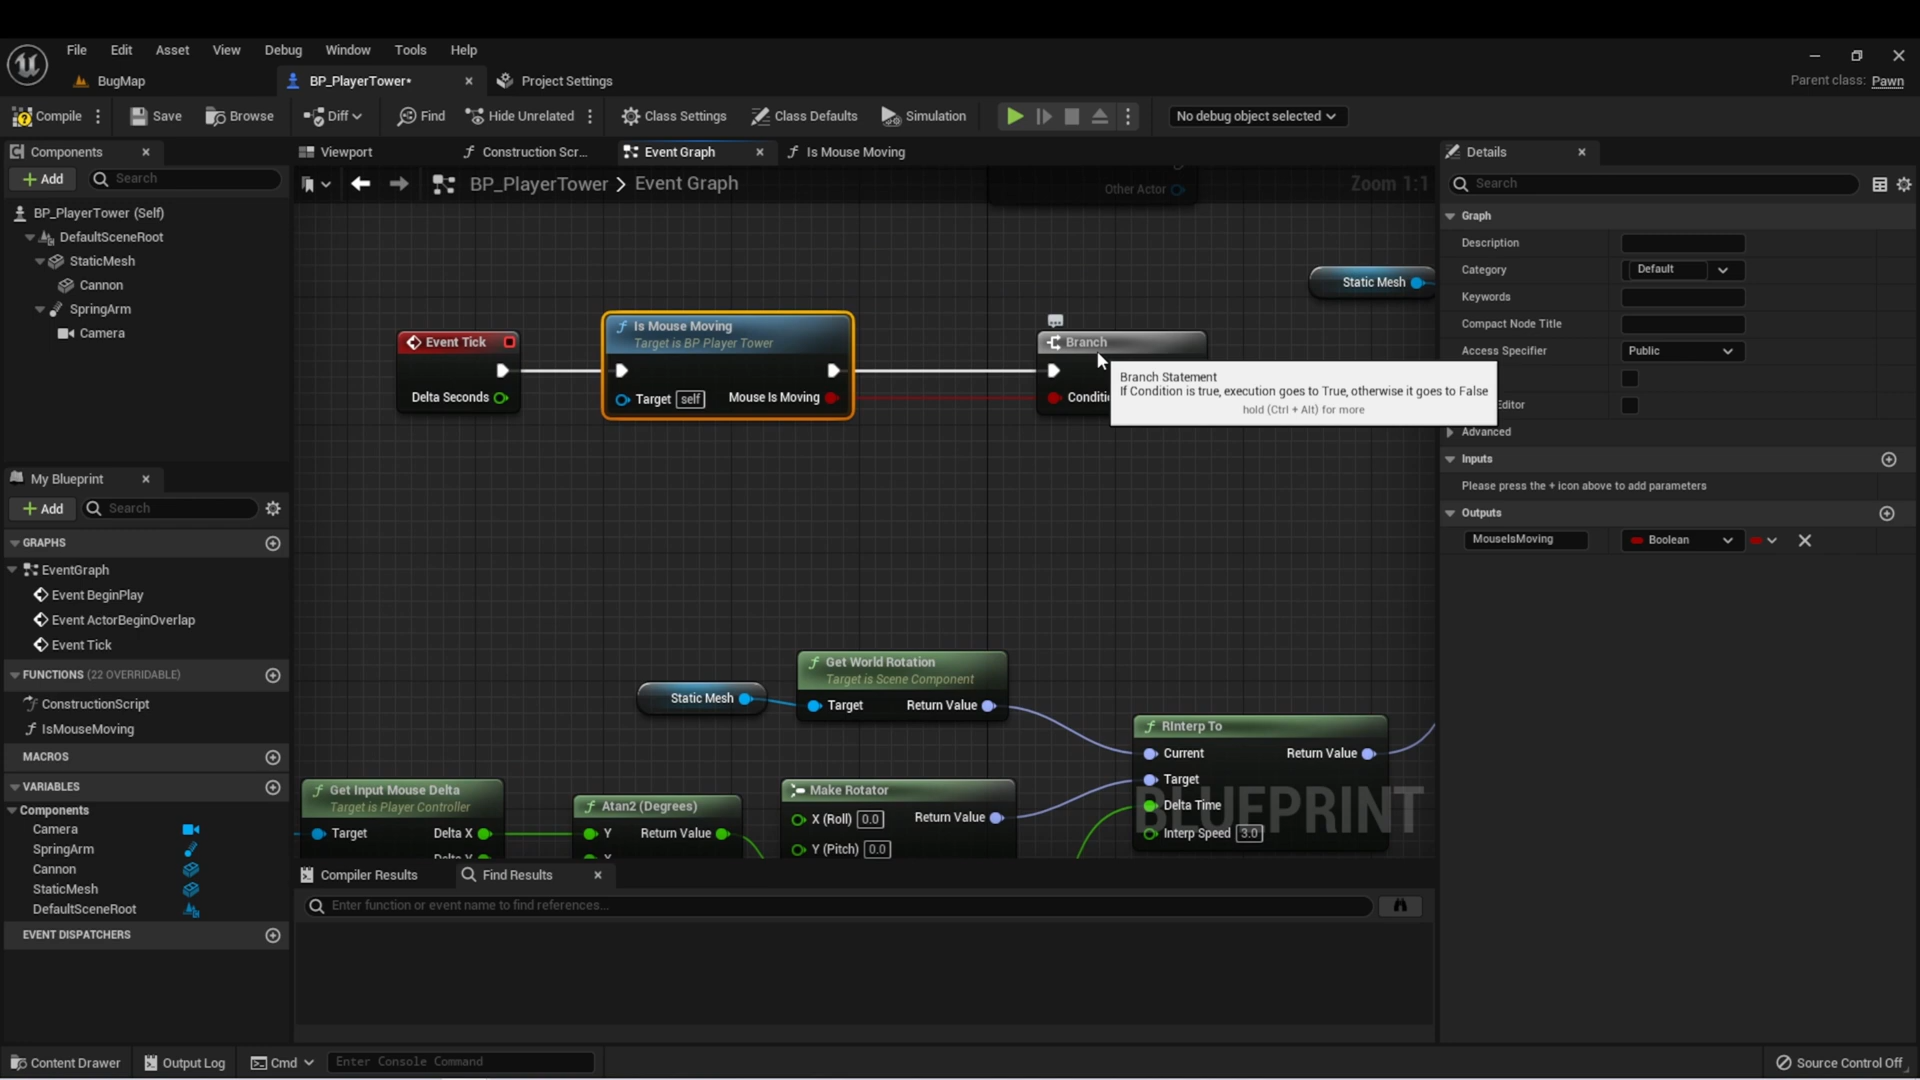 File Edit Asset View Debug Window Tools Help
BugMap
BP_PlayerTower*
Project Settings
Parent class: Pawn
Compile
Save
Browse
Diff
Find
Hide Unrelated
Class Settings
Class Defaults
Simulation
No debug object selected
Components
Add
Search
BP_PlayerTower (Self)
DefaultSceneRoot
StaticMesh
Cannon
SpringArm
Camera
My Blueprint
Add
Search
GRAPHS
EventGraph
Event BeginPlay
Event ActorBeginOverlap
Event Tick
FUNCTIONS (22 OVERRIDABLE)
ConstructionScript
IsMouseMoving
MACROS
VARIABLES
Components
Camera
SpringArm
Cannon
StaticMesh
DefaultSceneRoot
EVENT DISPATCHERS
Viewport
Construction Scr...
Event Graph
Is Mouse Moving
BP_PlayerTower > Event Graph
Zoom 1:1
Other Actor
Static Mesh
Event Tick
Delta Seconds
Is Mouse Moving
Target is BP Player Tower
Target self
Mouse Is Moving
Branch
Conditi
Branch Statement
If Condition is true, execution goes to True, otherwise it goes to False
hold (Ctrl + Alt) for more
Static Mesh
Get World Rotation
Target is Scene Component
Target
Return Value
RInterp To
Current
Return Value
Target
Delta Time
Interp Speed 3.0
BLUEPRINT
Get Input Mouse Delta
Target is Player Controller
Target
Delta X
Atan2 (Degrees)
Y
Return Value
Make Rotator
X (Roll) 0.0
Return Value
Y (Pitch) 0.0
Compiler Results
Find Results
Enter function or event name to find references...
Details
Search
Graph
Description
Category
Default
Keywords
Compact Node Title
Access Specifier
Public
Editor
Advanced
Inputs
Please press the + icon above to add parameters
Outputs
MouseIsMoving
Boolean
Content Drawer
Output Log
Cmd
Enter Console Command
Source Control Off